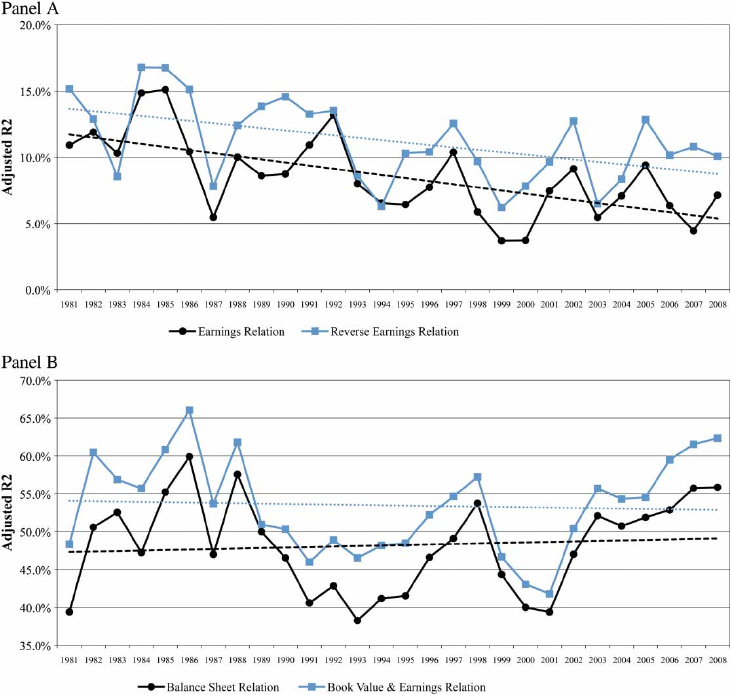 Panel A
20.0%
15.0%
10.0%
5.0%
0.0%
Adjusted R2
1981 1982 1983 1984 1985 1986 1987 1988 1989 1990 1991 1992 1993 1994 1995 1996 1997 1998 1999 2000 2001 2002 2003 2004 2005 2006 2007 2008
Earnings Relation Reverse Earnings Relation
Panel B
70.0%
65.0%
60.0%
55.0%
50.0%
45.0%
40.0%
35.0%
Adjusted R2
1981 1982 1983 1984 1985 1986 1987 1988 1989 1990 1991 1992 1993 1994 1995 1996 1997 1998 1999 2000 2001 2002 2003 2004 2005 2006 2007 2008
Balance Sheet Relation Book Value & Earnings Relation